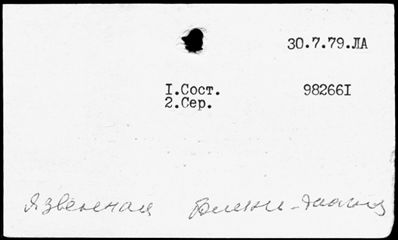 30.7.79.ЛА
I.Сост. 98266I
2.Сер.
Язвенная